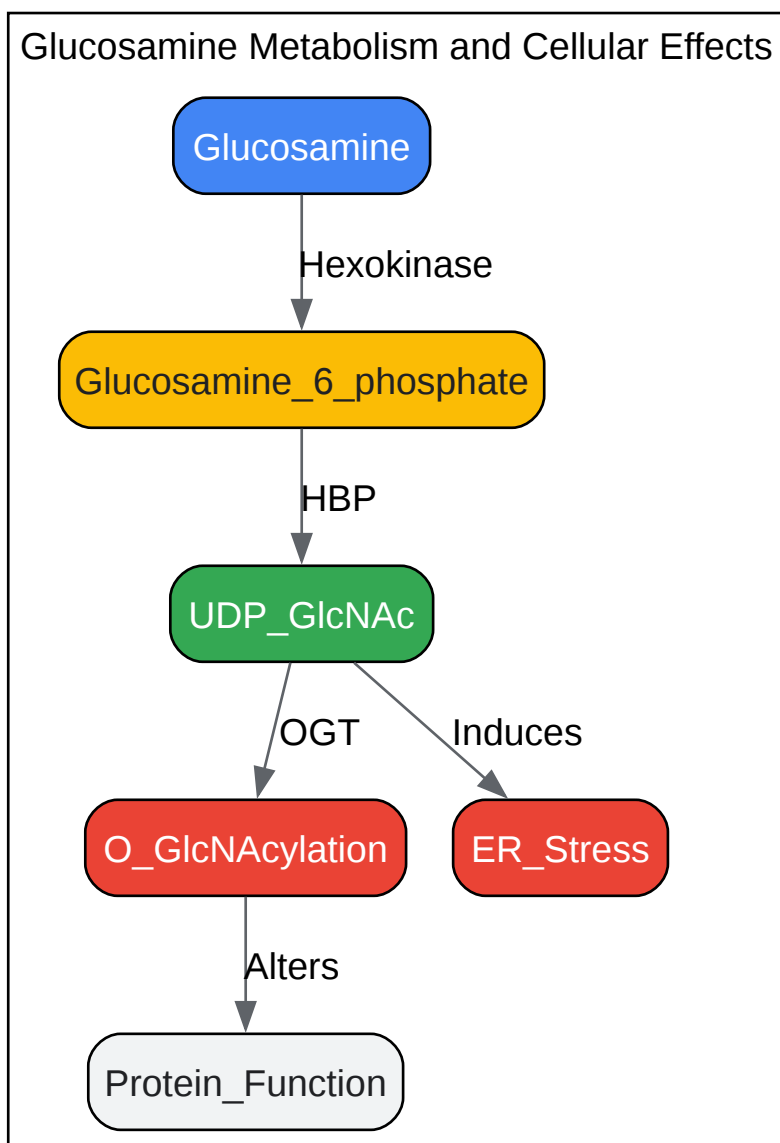 Glucosamine Metabolism and Cellular Effects
Glucosamine
Hexokinase
Glucosamine_6_phosphate
HBP
UDP_GlcNAc
OGT
Induces
O_GlcNAcylation
ER_Stress
Alters
Protein_Function